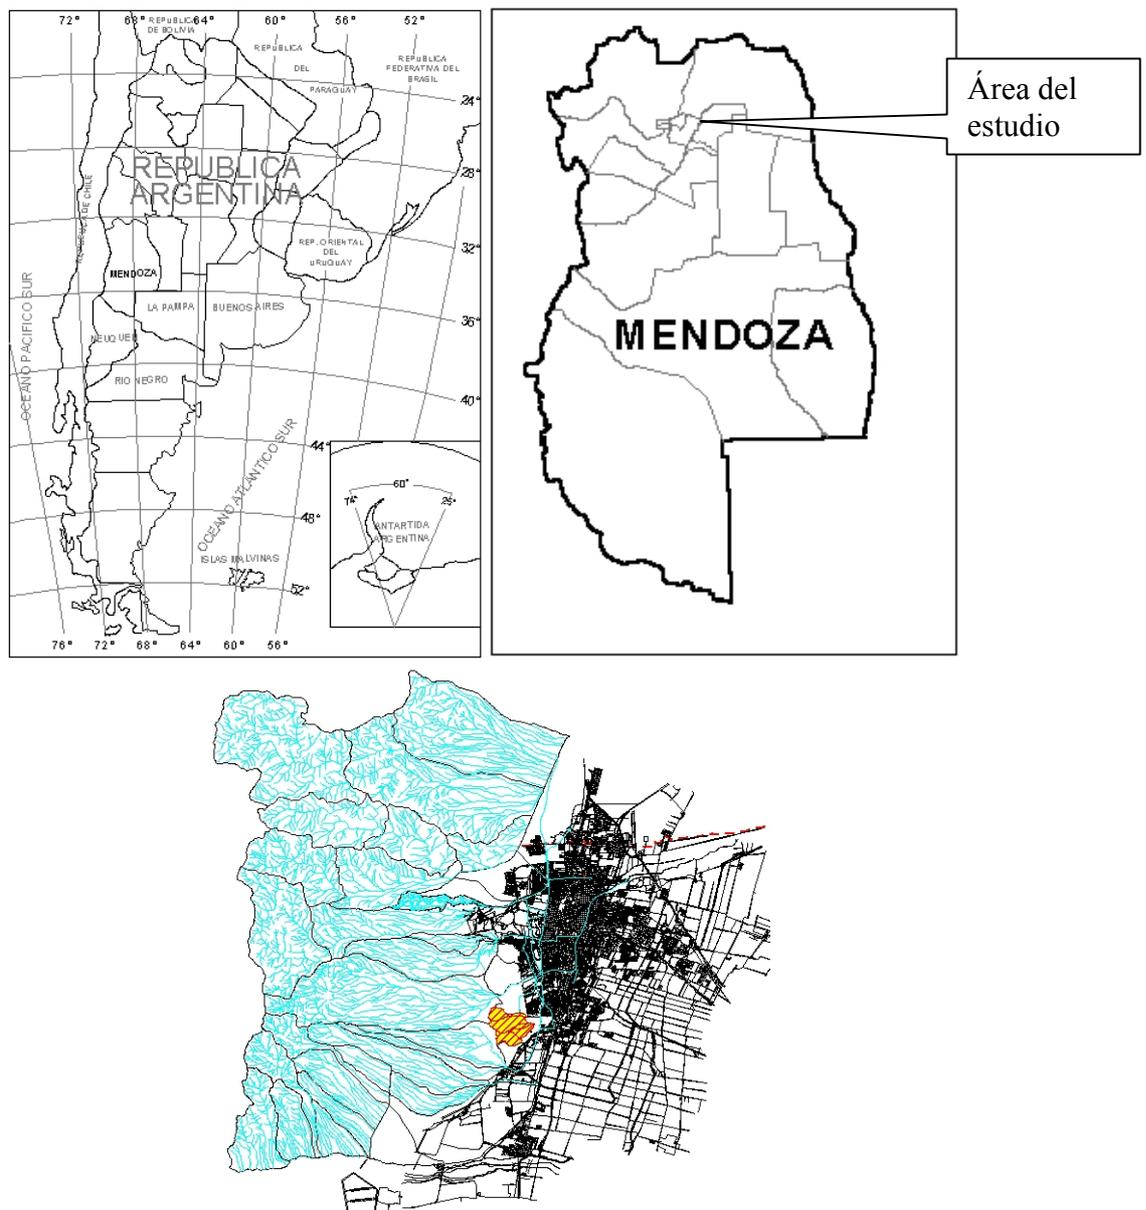 72° 68° 64° 60° 56° 52°
REPUBLICA
DE BOLIVIA
REPUBLICA
DEL
PARAGUAY
REPUBLICA
FEDERATIVA DEL
BRASIL
24°
REPUBLICA
ARGENTINA
28°
REPUBLICA DE CHILE
REP. ORIENTAL
DEL
URUGUAY
32°
MENDOZA
LA PAMPA
BUENOS AIRES
36°
NEUQUEN
RIO NEGRO
OCEANO PACIFICO SUR
40°
OCEANO ATLANTICO SUR
44°
60°
74°
25°
48°
ANTARTIDA
ARGENTINA
ISLAS MALVINAS
52°
76° 72° 68° 64° 60° 56°
Área del
estudio
MENDOZA